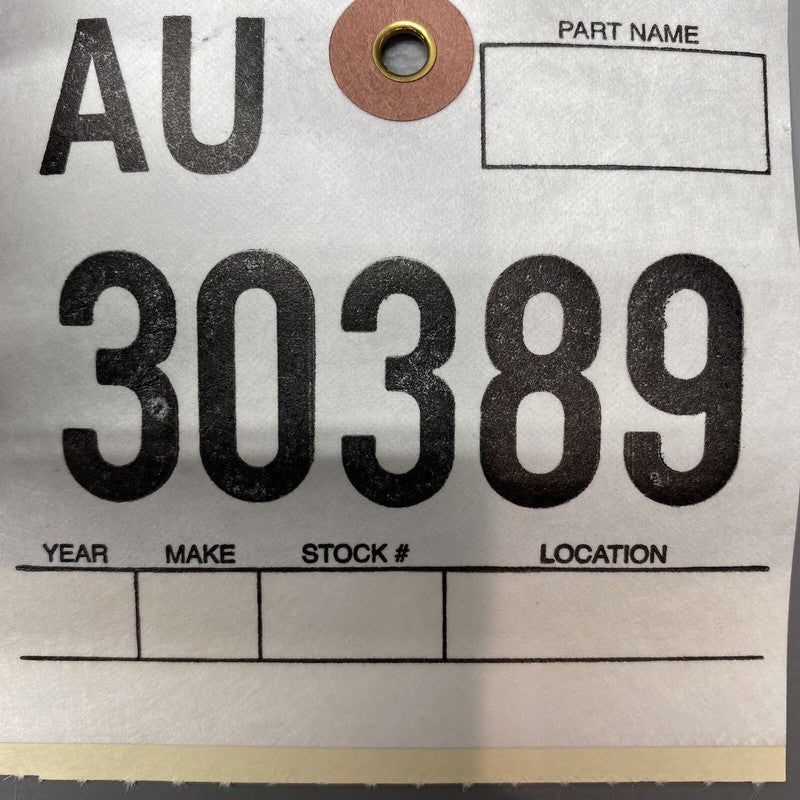 AU
PART NAME
30389
YEAR MAKE STOCK # LOCATION